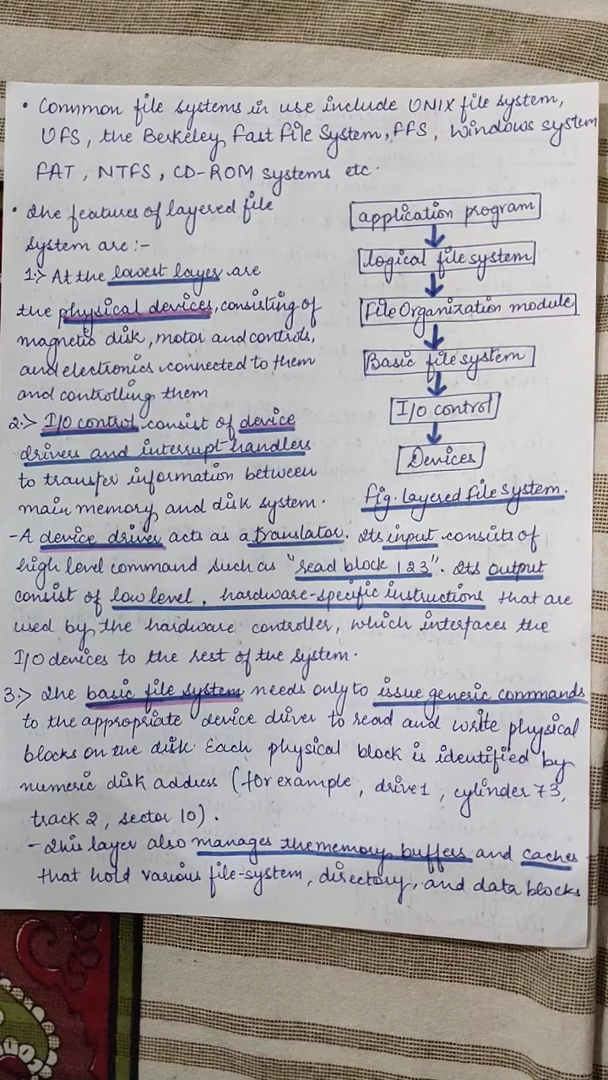 • Common file systems in use include UNIX file system,
UFS, the Berkeley Fast File System, FFS, Windows system
FAT, NTFS, CD-ROM systems etc.
• The features of layered file
system are :-
1:> At the lowest layer are
the physical devices, consisting of
magnetic disk, motor and controls,
and electronics connected to them
and controlling them
2:> I/O control consist of device
drivers and interrupt handlers
to transfer information between
main memory and disk system.
application program
logical file system
File Organization module
Basic file system
I/O control
Devices
Fig: layered file system.
-A device driver acts as a translator. Its input consists of
high level command such as "read block 123". Its output
consist of low level, hardware-specific instructions that are
used by the hardware controller, which interfaces the
I/O devices to the rest of the system.
3:> The basic file system needs only to issue generic commands
to the appropriate device driver to read and write physical
blocks on the disk. Each physical block is identified by
numeric disk address (for example, drive1, cylinder 73,
track 2, sector 10).
- This layer also manages the memory buffers and caches
that hold various file-system, directory, and data blocks